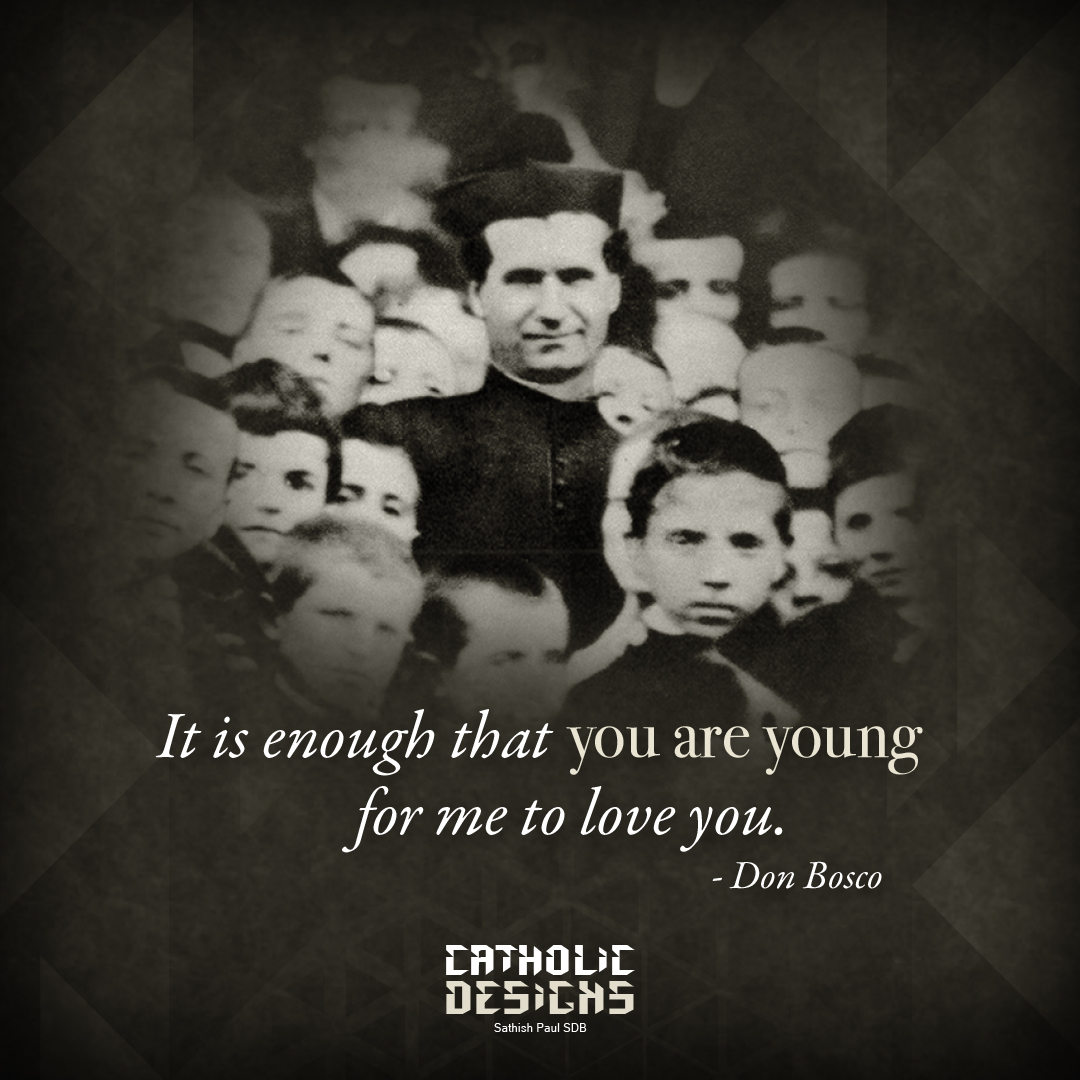 It is enough that you are young
for me to love you.
- Don Bosco
CATHOLIC
DESIGNS
Sathish Paul SDB